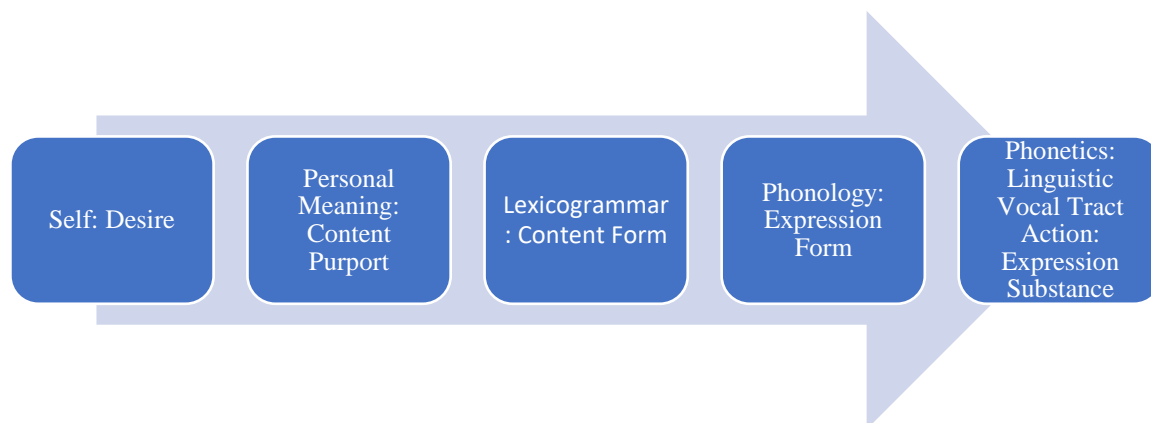 Self: Desire
Personal
Meaning:
Content
Purport
Lexicogrammar
: Content Form
Phonology:
Expression
Form
Phonetics:
Linguistic
Vocal Tract
Action:
Expression
Substance